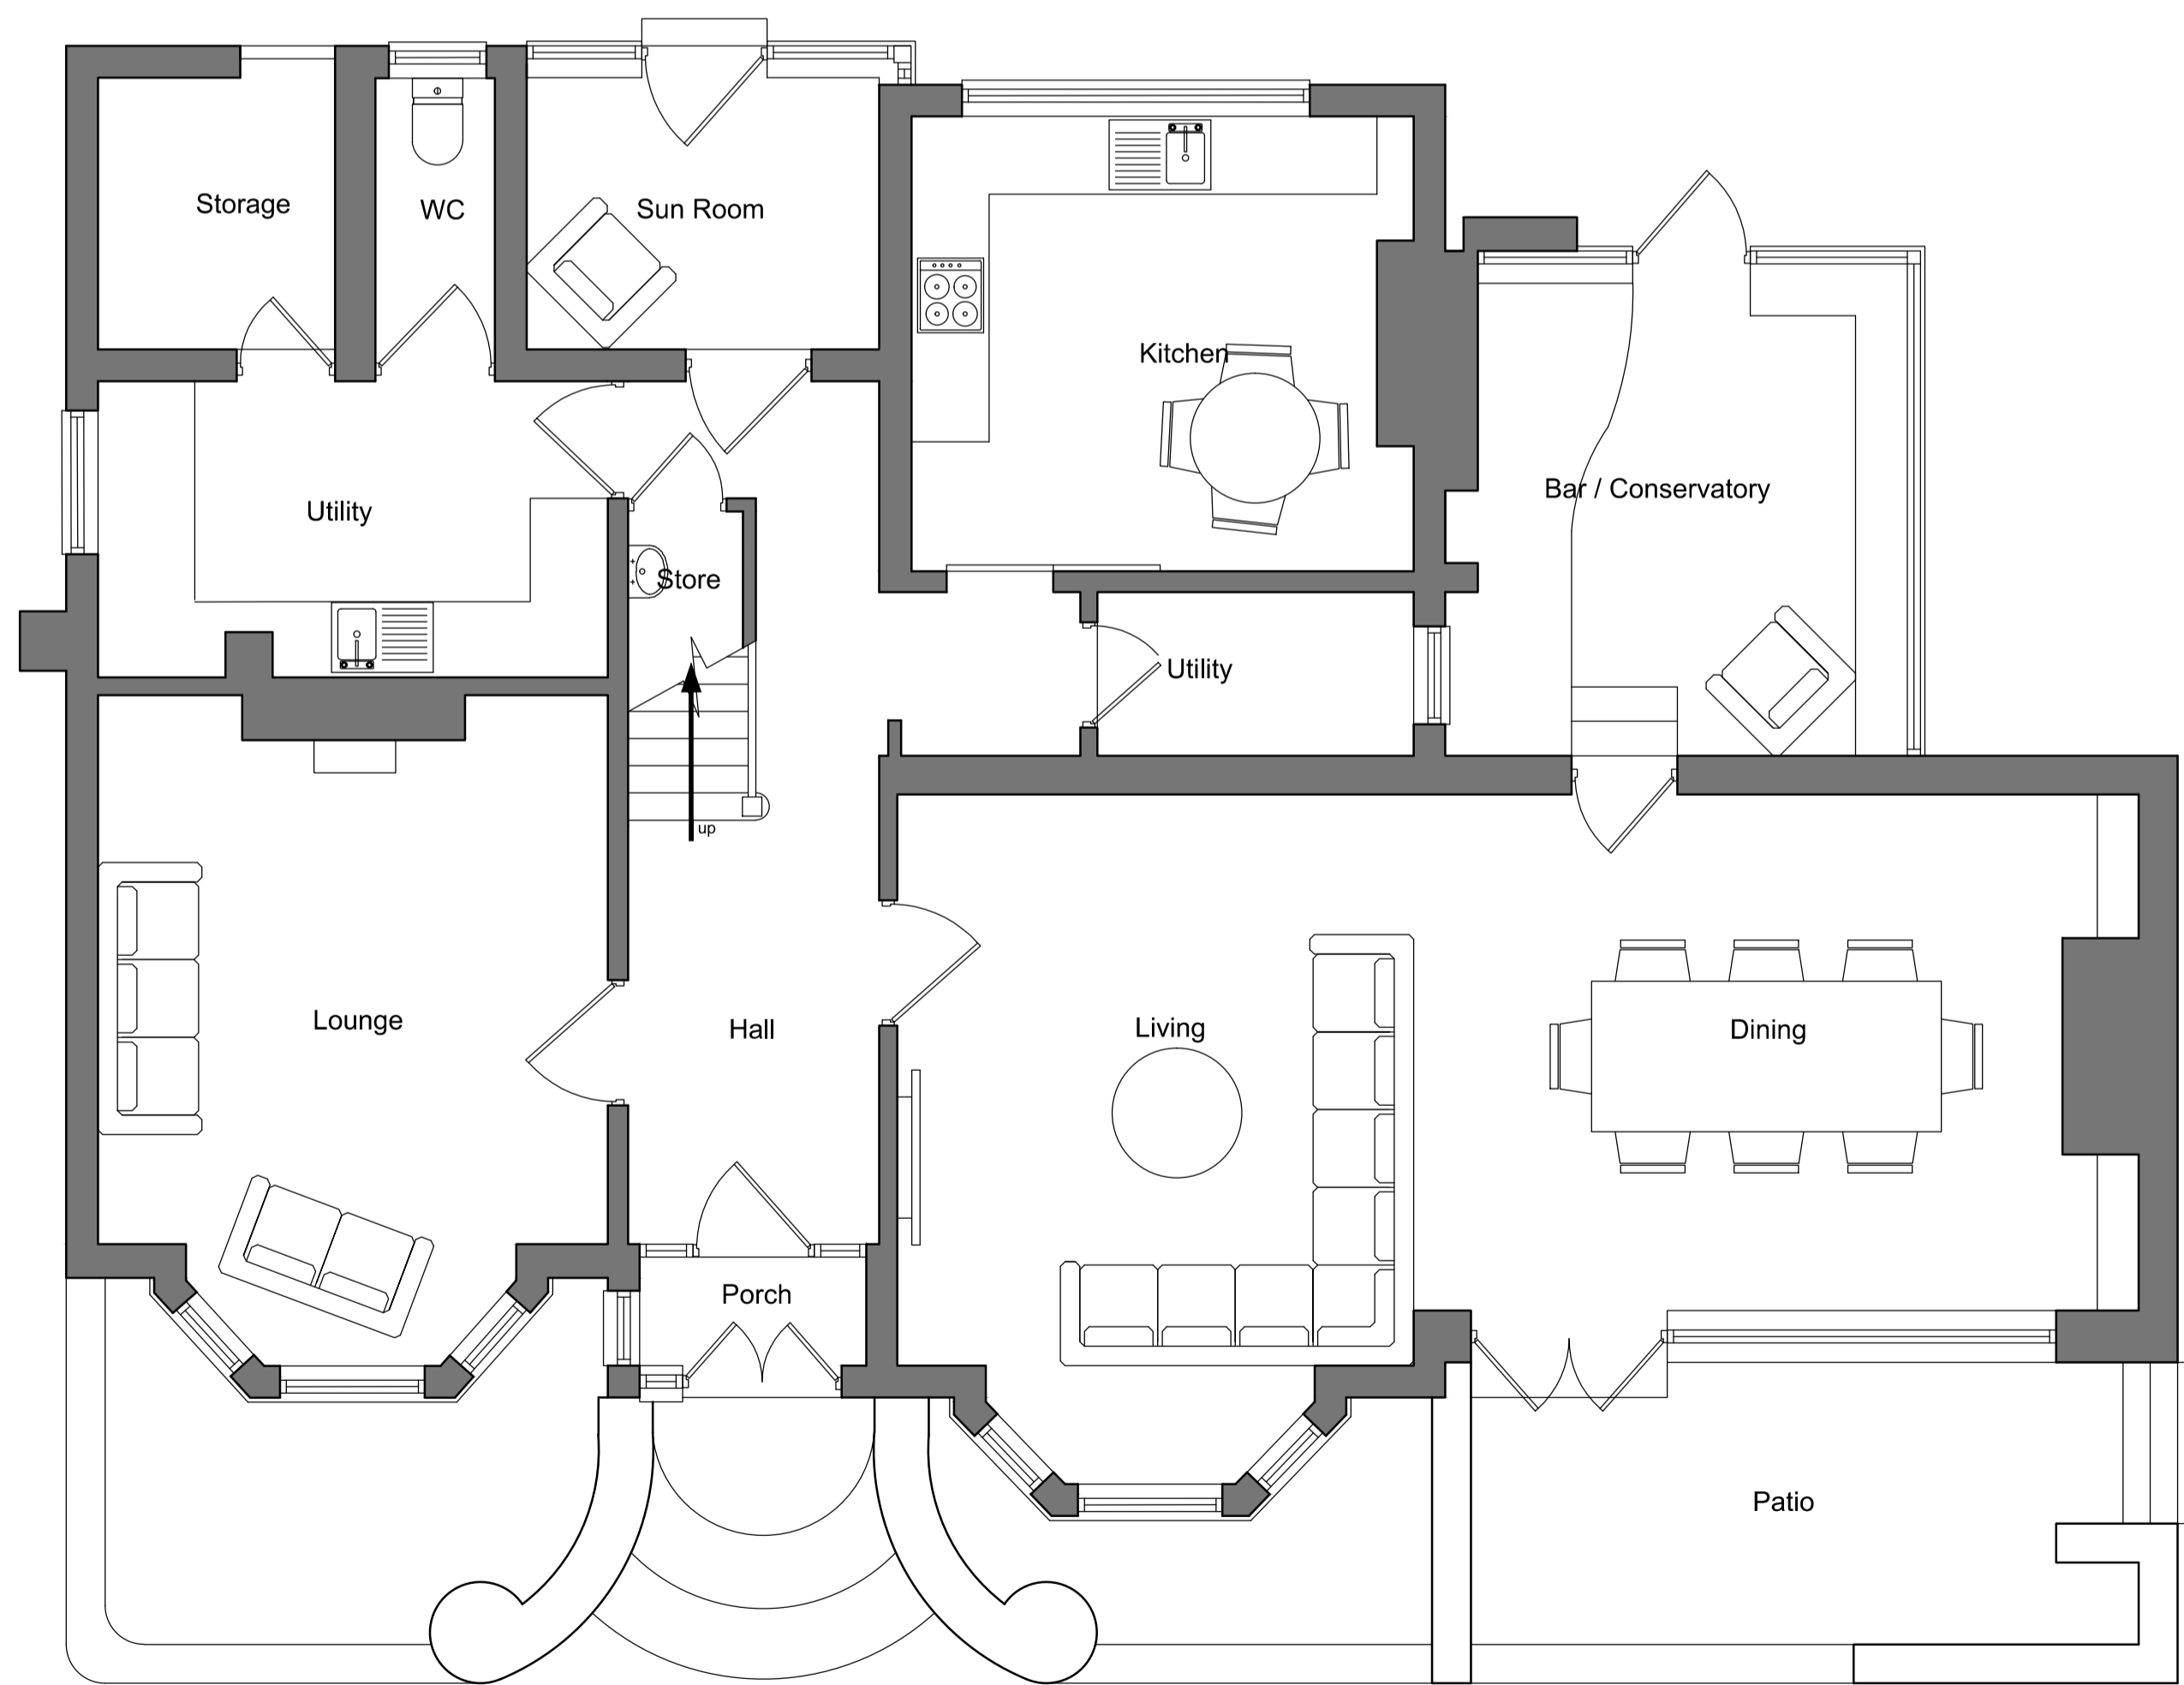 Storage
WC
Sun Room
Kitchen
Bar / Conservatory
Utility
Store
Utility
up
Lounge
Hall
Living
Dining
Porch
Patio